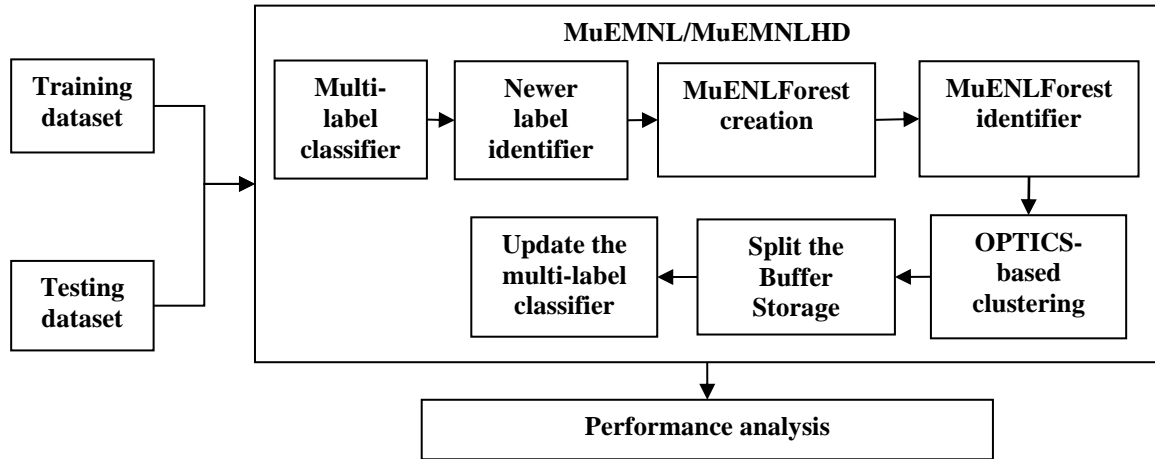 MuEMNL/MuEMNLHD
Training
dataset
Testing
dataset
Multi-
label
classifier
Newer
label
identifier
MuENLForest
creation
MuENLForest
identifier
OPTICS-
based
clustering
Split the
Buffer
Storage
Update the
multi-label
classifier
Performance analysis